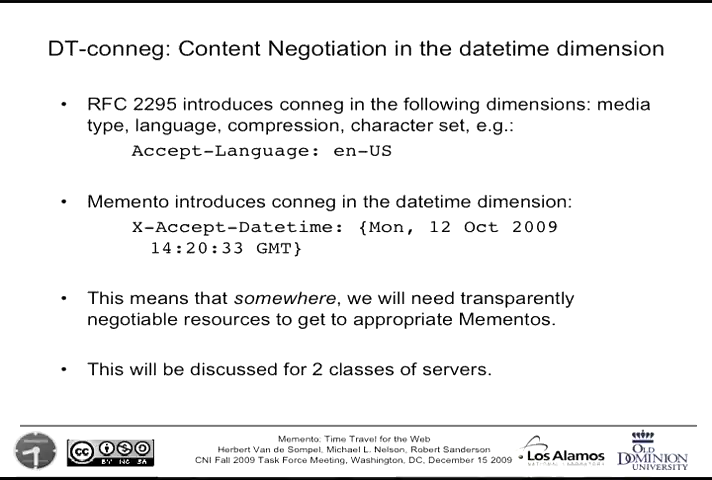 DT-conneg: Content Negotiation in the datetime dimension
• RFC 2295 introduces conneg in the following dimensions: media
type, language, compression, character set, e.g.:
Accept-Language: en-US
• Memento introduces conneg in the datetime dimension:
X-Accept-Datetime: {Mon, 12 Oct 2009
14:20:33 GMT}
• This means that somewhere, we will need transparently
negotiable resources to get to appropriate Mementos.
• This will be discussed for 2 classes of servers.
Memento: Time Travel for the Web
Herbert Van de Sompel, Michael L. Nelson, Robert Sanderson
CNI Fall 2009 Task Force Meeting, Washington, DC, December 15 2009
cc
BY NC SA
Los Alamos
NATIONAL LABORATORY
OLD
DOMINION
UNIVERSITY